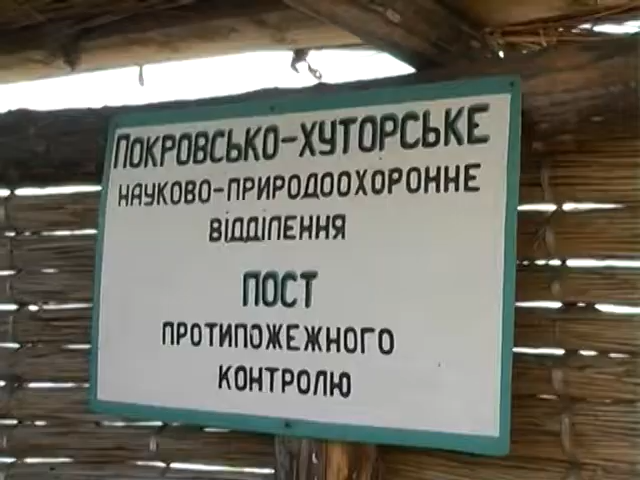 ПОКРОВСЬКО-ХУТОРСЬКЕ
НАУКОВО-ПРИРОДООХОРОННЕ
ВІДДІЛЕННЯ
ПОСТ
ПРОТИПОЖЕЖНОГО
КОНТРОЛЮ